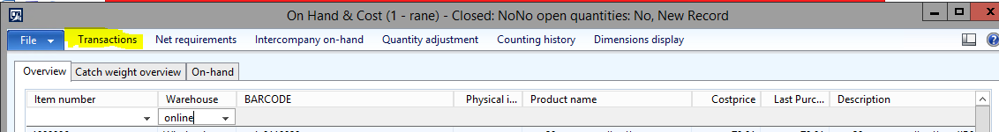 On Hand & Cost (1 - rane) - Closed: NoNo open quantities: No, New Record
File Transactions Net requirements Intercompany on-hand Quantity adjustment Counting history Dimensions display
Overview Catch weight overview On-hand
Item number Warehouse BARCODE Physical i... Product name Costprice Last Purc... Description
online